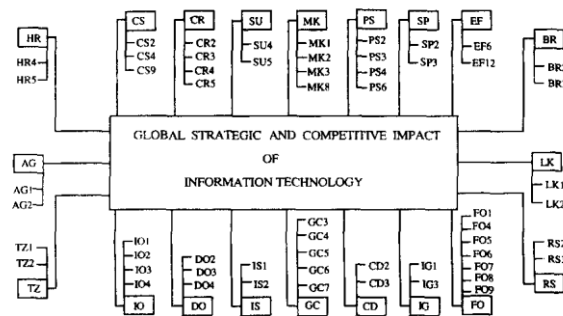 HR
HR4
HR5
CS
CS2
CS4
CS9
CR
CR2
CR3
CR4
CR5
SU
SU4
SU5
MK
MK1
MK2
MK3
MK8
PS
PS2
PS3
PS4
PS6
SP
SP2
SP3
EF
EF6
EF12
BR
GLOBAL STRATEGIC AND COMPETITIVE IMPACT
OF
INFORMATION TECHNOLOGY
AG
AG1
AG2
LK
LK1
LK2
TZ1
TZ2
TZ
IO1
IO2
IO3
IO4
IO
DO2
DO3
DO4
DO
IS1
IS2
IS
GC3
GC4
GC5
GC6
GC7
GC
CD2
CD3
CD
IG1
IG3
IG
FO1
FO4
FO5
FO6
FO7
FO8
FO9
FO
RS2
RS